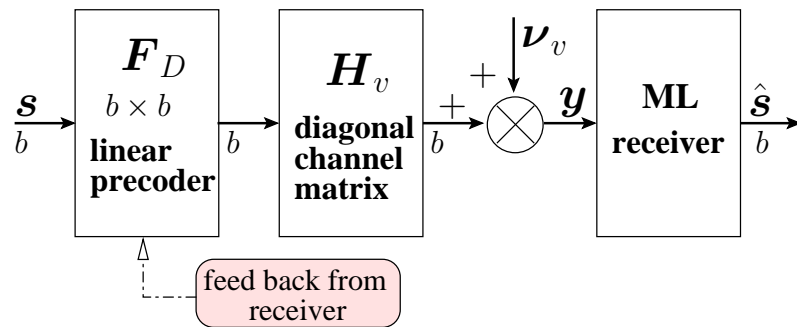 s
b
F_D
b × b
linear
precoder
b
H_v
diagonal
channel
matrix
+
b
+
ν_v
y
ML
receiver
ŝ
b
feed back from
receiver